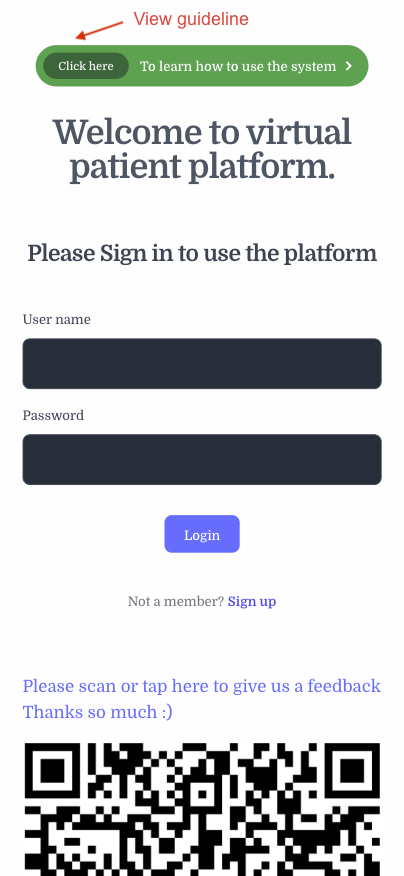 View guideline
Click here To learn how to use the system
Welcome to virtual
patient platform.
Please Sign in to use the platform
User name
Password
Login
Not a member? Sign up
Please scan or tap here to give us a feedback
Thanks so much :)